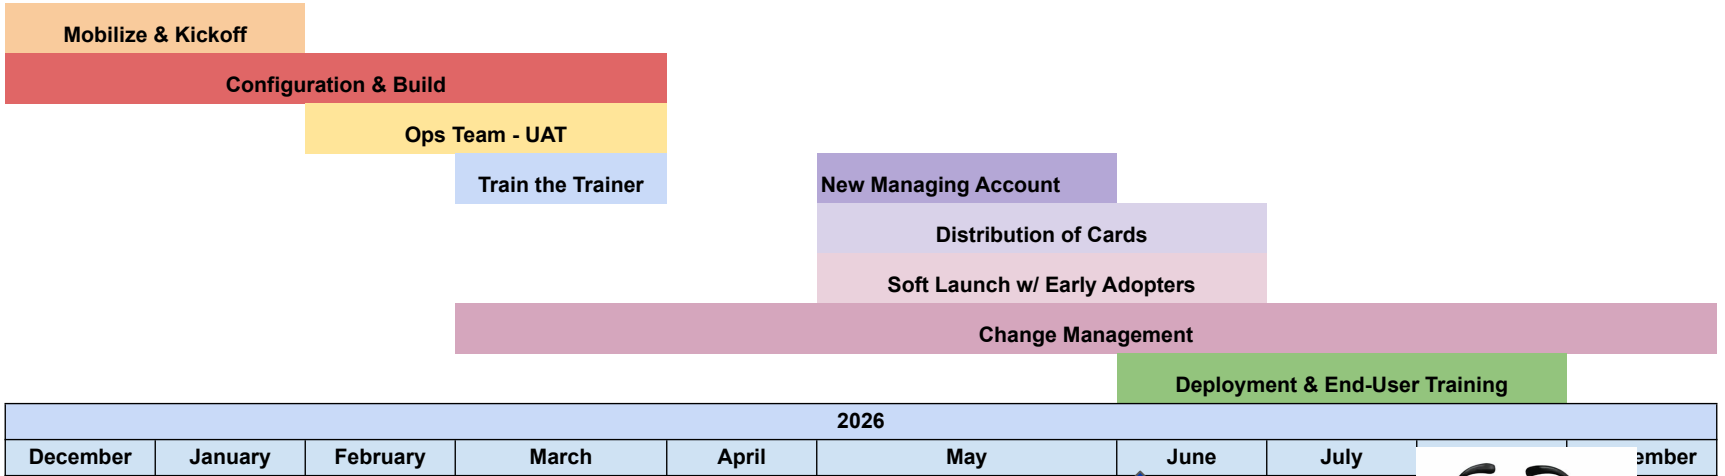 Mobilize & Kickoff
Configuration & Build
Ops Team - UAT
Train the Trainer
New Managing Account
Distribution of Cards
Soft Launch w/ Early Adopters
Change Management
Deployment & End-User Training
2026
December January February March April May June July